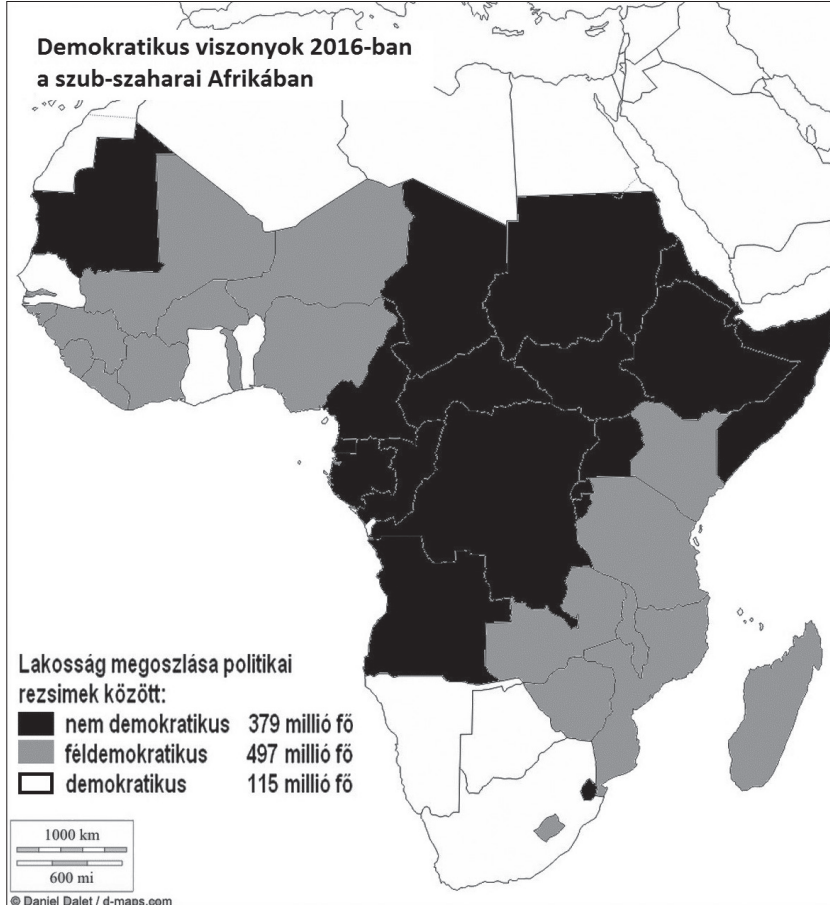 Demokratikus viszonyok 2016-ban
a szub-szaharai Afrikában
Lakosság megoszlása politikai
rezsimek között:
nem demokratikus 379 millió fő
féldemokratikus 497 millió fő
demokratikus 115 millió fő
1000 km
600 mi
© Daniel Dalet / d-maps.com